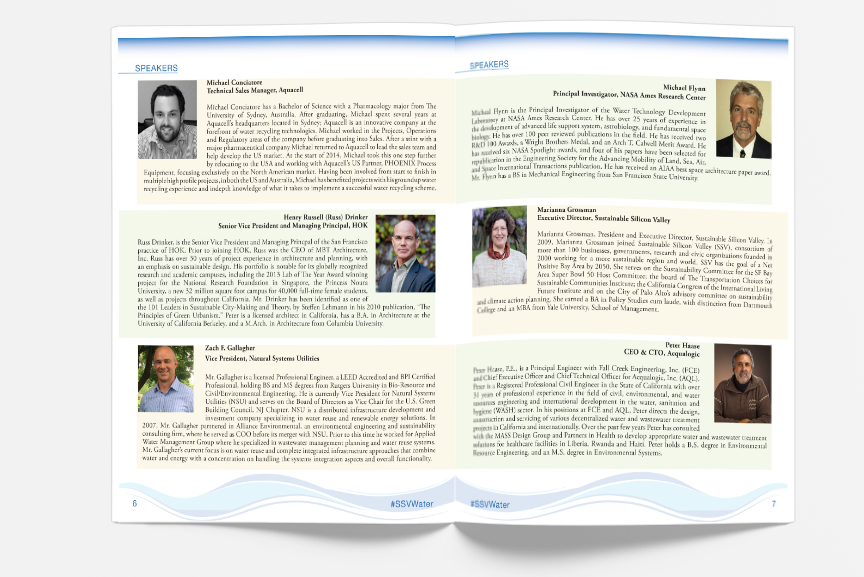 SPEAKERS
Michael Conciatore
Technical Sales Manager, Aquacell
Michael Conciatore has a Bachelor of Science with a Pharmacology major from The
University of Sydney, Australia. After graduating, Michael spent several years at
Aquacell's headquarters located in Sydney; Aquacell is an innovative company at the
forefront of water recycling technologies. Michael worked in the Projects, Operations
and Regulatory areas of the company before graduating into Sales. After a stint with a
major pharmaceutical company Michael returned to Aquacell to lead the sales team and
help develop the US market. At the start of 2014, Michael took this one step further
by relocating to the USA and working with Aquacell's US Partner, PHOENIX Process
Equipment, focusing exclusively on the North American market. Having been involved from start to finish in
multiple high profile projects, in both the US and Australia, Michael has benefited projects with his groundup water
recycling experience and indepth knowledge of what it takes to implement a successful water recycling scheme.
Henry Russell (Russ) Drinker
Senior Vice President and Managing Principal, HOK
Russ Drinker, is the Senior Vice President and Managing Principal of the San Francisco
practice of HOK. Prior to joining HOK, Russ was the CEO of MBT Architecture,
Inc. Russ has over 30 years of project experience in architecture and planning, with
an emphasis on sustainable design. His portfolio is notable for its globally recognized
research and academic campuses, including the 2013 Lab of The Year Award winning
project for the National Research Foundation in Singapore, the Princess Noura
University, a new 32 million square foot campus for 40,000 full-time female students,
as well as projects throughout California. Mr. Drinker has been identified as one of
the 101 Leaders in Sustainable City-Making and Theory, by Steffen Lehmann in his 2010 publication, "The
Principles of Green Urbanism." Peter is a licensed architect in California, has a B.A. in Architecture at the
University of California Berkeley, and a M.Arch. in Architecture from Columbia University.
Zach F. Gallagher
Vice President, Natural Systems Utilities
Mr. Gallagher is a licensed Professional Engineer, a LEED Accredited and BPI Certified
Professional, holding BS and MS degrees from Rutgers University in Bio-Resource and
Civil/Environmental Engineering. He is currently Vice President for Natural Systems
Utilities (NSU) and serves on the Board of Directors as Vice Chair for the U.S. Green
Building Council, NJ Chapter. NSU is a distributed infrastructure development and
investment company specializing in water reuse and renewable energy solutions. In
2007, Mr. Gallagher partnered in Alliance Environmental, an environmental engineering and sustainability
consulting firm, where he served as COO before its merger with NSU. Prior to this time he worked for Applied
Water Management Group where he specialized in wastewater management planning and water reuse systems.
Mr. Gallagher's current focus is on water reuse and complete integrated infrastructure approaches that combine
water and energy with a concentration on handling the systems integration aspects and overall functionality.
6
#SSVWater
SPEAKERS
Michael Flynn
Principal Investigator, NASA Ames Research Center
Michael Flynn is the Principal Investigator of the Water Technology Development
Laboratory at NASA Ames Research Center. He has over 25 years of experience in
the development of advanced life support system, astrobiology, and fundamental space
biology. He has over 100 peer reviewed publications in the field. He has received two
R&D 100 Awards, a Wright Brothers Medal, and an Arch T. Colwell Merit Award. He
has received six NASA Spotlight awards, and four of his papers have been selected for
republication in the Engineering Society for the Advancing Mobility of Land, Sea, Air,
and Space International Transactions publication. He has received an AIAA best space architecture paper award.
Mr. Flynn has a BS in Mechanical Engineering from San Francisco State University.
Marianna Grossman
Executive Director, Sustainable Silicon Valley
Marianna Grossman, President and Executive Director, Sustainable Silicon Valley. In
2009, Marianna Grossman joined Sustainable Silicon Valley (SSV), consortium of
more than 100 businesses, governments, research and civic organizations founded in
2000 working for a more sustainable region and world. SSV has the goal of a Net
Positive Bay Area by 2050. She serves on the Sustainability Committee for the SF Bay
Area Super Bowl 50 Host Committee; the board of The Transportation Choices for
Sustainable Communities Institute; the California Congress of the International Living
Future Institute and on the City of Palo Alto's advisory committee on sustainability
and climate action planning. She earned a BA in Policy Studies cum laude, with distinction from Dartmouth
College and an MBA from Yale University, School of Management.
Peter Haase
CEO & CTO, Acqualogic
Peter Haase, P.E., is a Principal Engineer with Fall Creek Engineering, Inc. (FCE)
and Chief Executive Officer and Chief Technical Officer for Acqualogic, Inc. (AQL).
Peter is a Registered Professional Civil Engineer in the State of California with over
31 years of professional experience in the field of civil, environmental, and water
resources engineering and international development in the water, sanitation and
hygiene (WASH) sector. In his positions at FCE and AQL, Peter directs the design,
construction and servicing of various decentralized water and wastewater treatment
projects in California and internationally. Over the past few years Peter has consulted
with the MASS Design Group and Partners in Health to develop appropriate water and wastewater treatment
solutions for healthcare facilities in Liberia, Rwanda and Haiti. Peter holds a B.S. degree in Environmental
Resource Engineering, and an M.S. degree in Environmental Systems.
#SSVWater
7